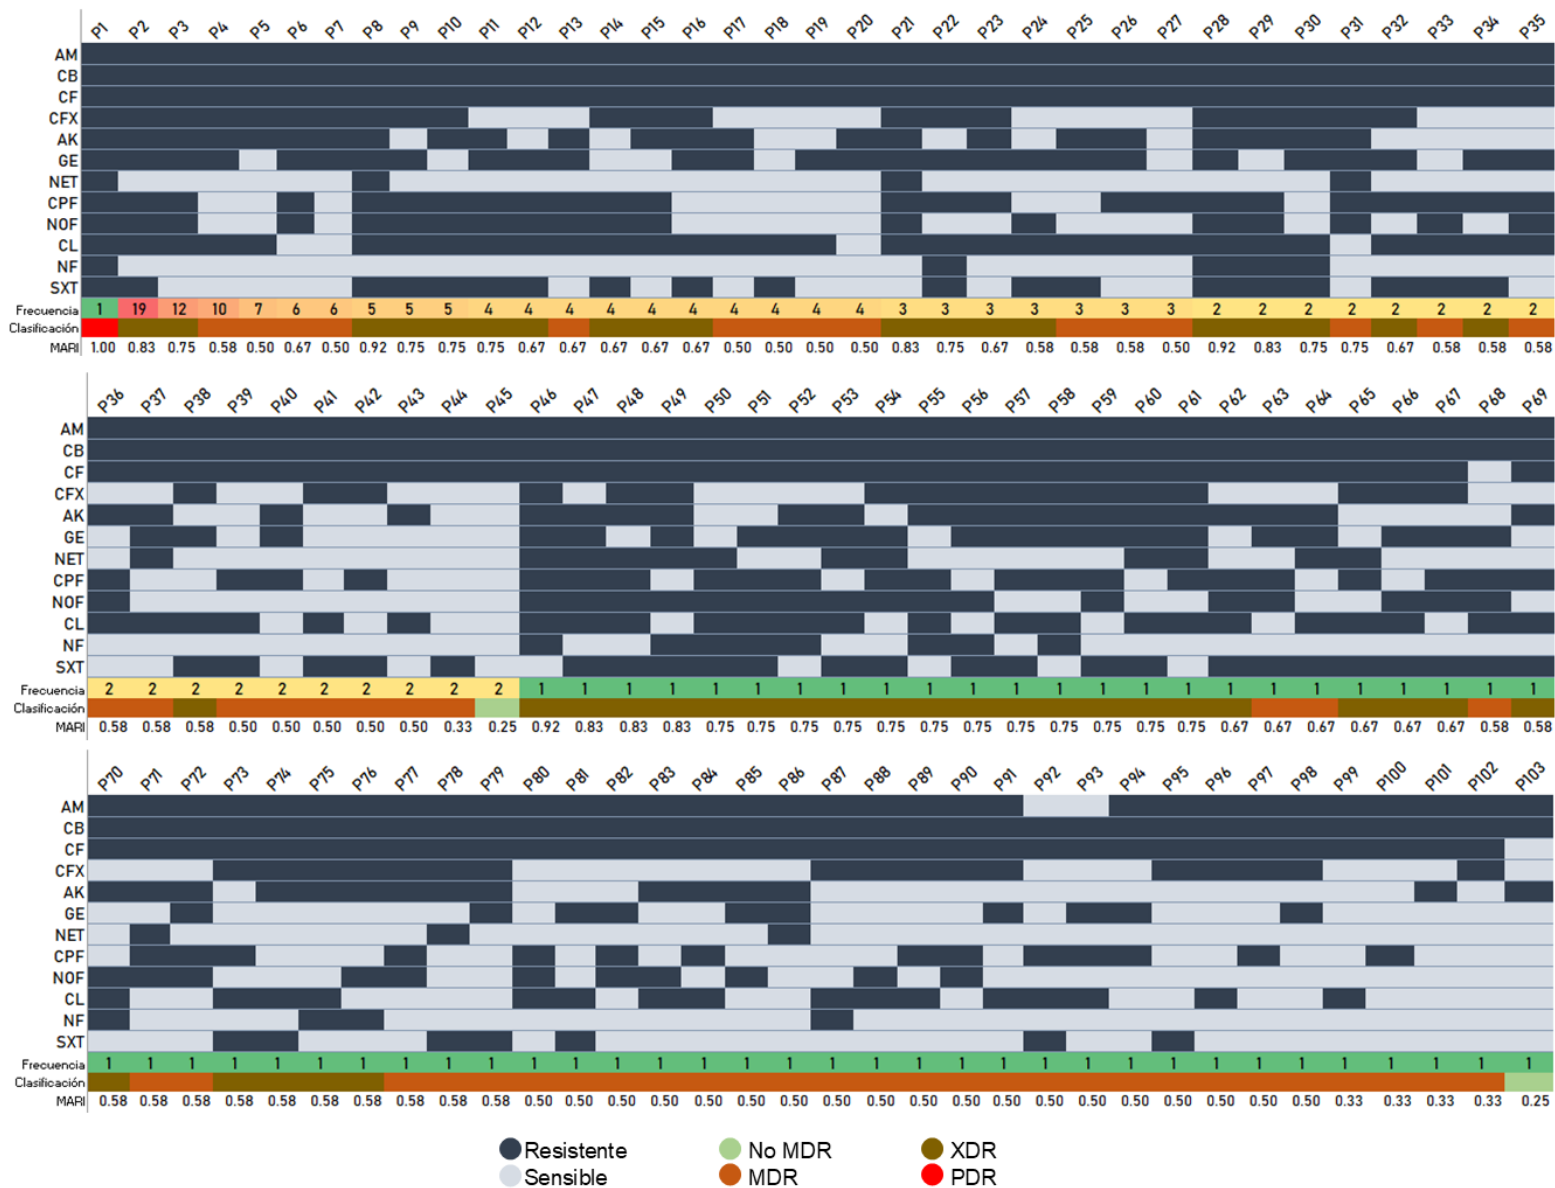 P1 P2 P3 P4 P5 P6 P7 P8 P9 P10 P11 P12 P13 P14 P15 P16 P17 P18 P19 P20 P21 P22 P23 P24 P25 P26 P27 P28 P29 P30 P31 P32 P33 P34 P35
AM
CB
CF
CFX
AK
GE
NET
CPF
NOF
CL
NF
SXT
Frecuencia 1 19 12 10 7 6 6 5 5 5 4 4 4 4 4 4 4 4 4 4 3 3 3 3 3 3 3 2 2 2 2 2 2 2 2
Clasificación
MARI 1.00 0.83 0.75 0.58 0.50 0.67 0.50 0.92 0.75 0.75 0.75 0.67 0.67 0.67 0.67 0.67 0.50 0.50 0.50 0.50 0.83 0.75 0.67 0.58 0.58 0.58 0.50 0.92 0.83 0.75 0.75 0.67 0.58 0.58 0.58
P36 P37 P38 P39 P40 P41 P42 P43 P44 P45 P46 P47 P48 P49 P50 P51 P52 P53 P54 P55 P56 P57 P58 P59 P60 P61 P62 P63 P64 P65 P66 P67 P68 P69
AM
CB
CF
CFX
AK
GE
NET
CPF
NOF
CL
NF
SXT
Frecuencia 2 2 2 2 2 2 2 2 2 2 1 1 1 1 1 1 1 1 1 1 1 1 1 1 1 1 1 1 1 1 1 1 1 1
Clasificación
MARI 0.58 0.58 0.58 0.50 0.50 0.50 0.50 0.50 0.33 0.25 0.92 0.83 0.83 0.83 0.75 0.75 0.75 0.75 0.75 0.75 0.75 0.75 0.75 0.75 0.75 0.75 0.67 0.67 0.67 0.67 0.67 0.67 0.58 0.58
P70 P71 P72 P73 P74 P75 P76 P77 P78 P79 P80 P81 P82 P83 P84 P85 P86 P87 P88 P89 P90 P91 P92 P93 P94 P95 P96 P97 P98 P99 P100 P101 P102 P103
AM
CB
CF
CFX
AK
GE
NET
CPF
NOF
CL
NF
SXT
Frecuencia 1 1 1 1 1 1 1 1 1 1 1 1 1 1 1 1 1 1 1 1 1 1 1 1 1 1 1 1 1 1 1 1 1 1
Clasificación
MARI 0.58 0.58 0.58 0.58 0.58 0.58 0.58 0.58 0.58 0.58 0.50 0.50 0.50 0.50 0.50 0.50 0.50 0.50 0.50 0.50 0.50 0.50 0.50 0.50 0.50 0.50 0.50 0.50 0.50 0.33 0.33 0.33 0.33 0.25
Resistente No MDR XDR
Sensible MDR PDR